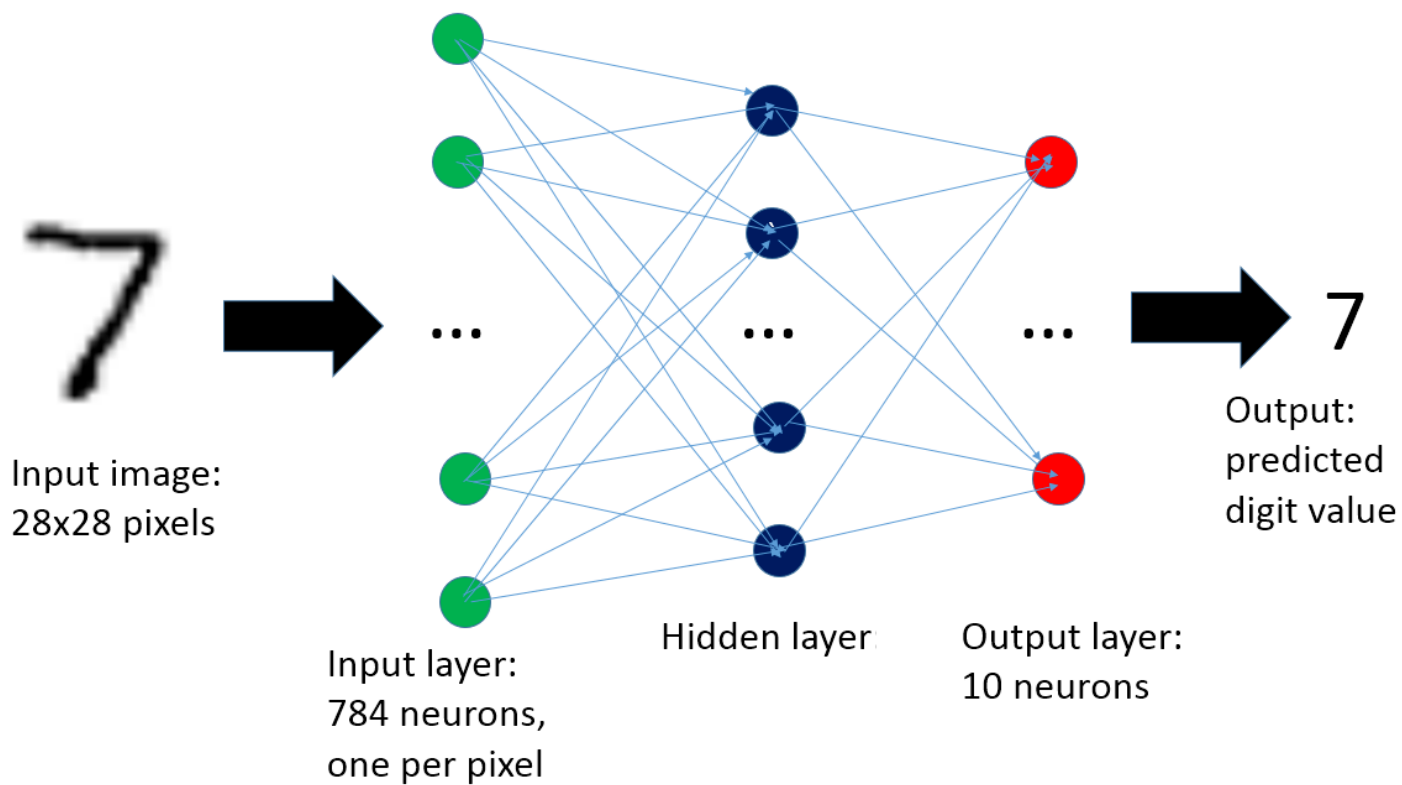 7
Input image:
28x28 pixels
...
...
...
Input layer:
784 neurons,
one per pixel
Hidden layer:
Output layer:
10 neurons
7
Output:
predicted
digit value